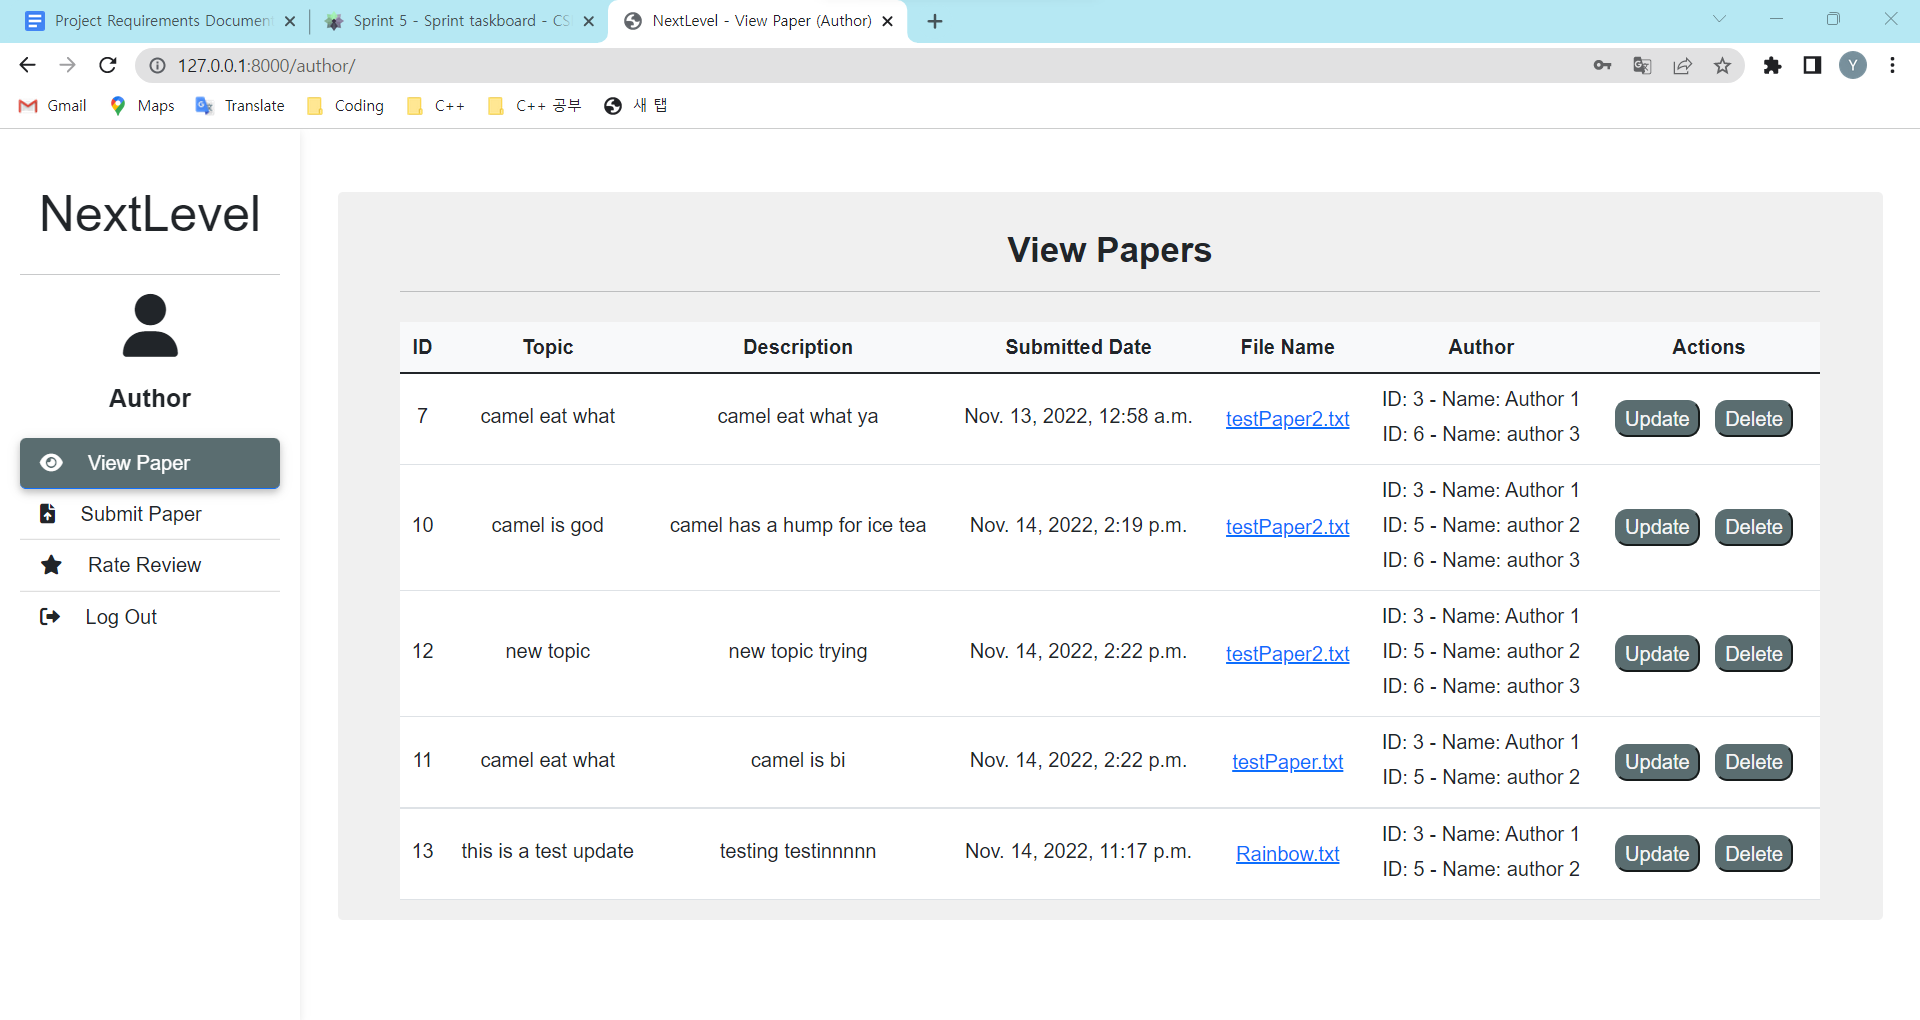 Project Requirements Document
Sprint 5 - Sprint taskboard - CS
NextLevel - View Paper (Author)
127.0.0.1:8000/author/
Y
Gmail
Maps
Translate
Coding
C++
C++ 공부
새 탭
NextLevel
Author
View Paper
Submit Paper
Rate Review
Log Out
View Papers
ID Topic Description Submitted Date File Name Author Actions
7 camel eat what camel eat what ya Nov. 13, 2022, 12:58 a.m. testPaper2.txt ID: 3 - Name: Author 1
ID: 6 - Name: author 3
Update Delete
10 camel is god camel has a hump for ice tea Nov. 14, 2022, 2:19 p.m. testPaper2.txt ID: 3 - Name: Author 1
ID: 5 - Name: author 2
ID: 6 - Name: author 3
Update Delete
12 new topic new topic trying Nov. 14, 2022, 2:22 p.m. testPaper2.txt ID: 3 - Name: Author 1
ID: 5 - Name: author 2
ID: 6 - Name: author 3
Update Delete
11 camel eat what camel is bi Nov. 14, 2022, 2:22 p.m. testPaper.txt ID: 3 - Name: Author 1
ID: 5 - Name: author 2
Update Delete
13 this is a test update testing testinnnnn Nov. 14, 2022, 11:17 p.m. Rainbow.txt ID: 3 - Name: Author 1
ID: 5 - Name: author 2
Update Delete